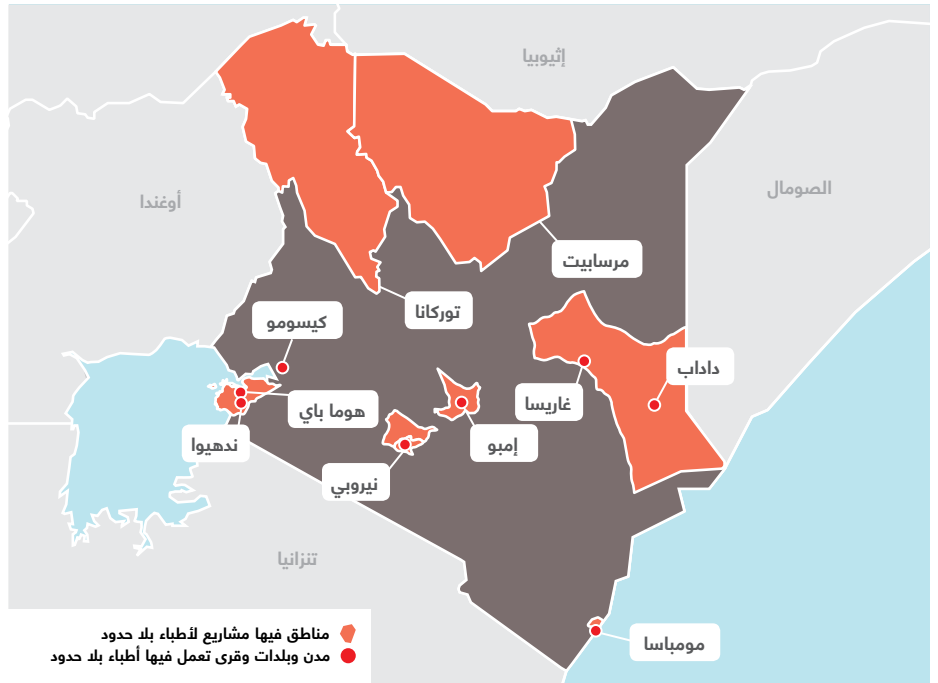 إثيوبيا
الصومال
أوغندا
مرسابيت
توركانا
كيسومو
داداب
غاريسا
هوما باي
ندهيوا
إمبو
نيروبي
تنزانيا
مومباسا
مناطق فيها مشاريع لأطباء بلا حدود
مدن وبلدات وقرى تعمل فيها أطباء بلا حدود